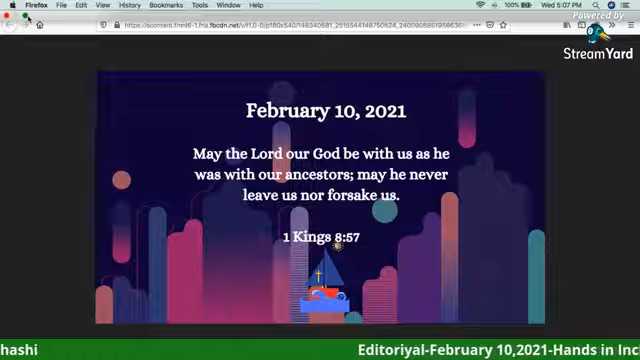 Firefox File Edit View History Bookmarks Tools Window Help
100% Wed 5:07 PM
Powered by
StreamYard
February 10, 2021
May the Lord our God be with us as he
was with our ancestors; may he never
leave us nor forsake us.
1 Kings 8:57
hashi Editoriyal-February 10,2021-Hands in Inc